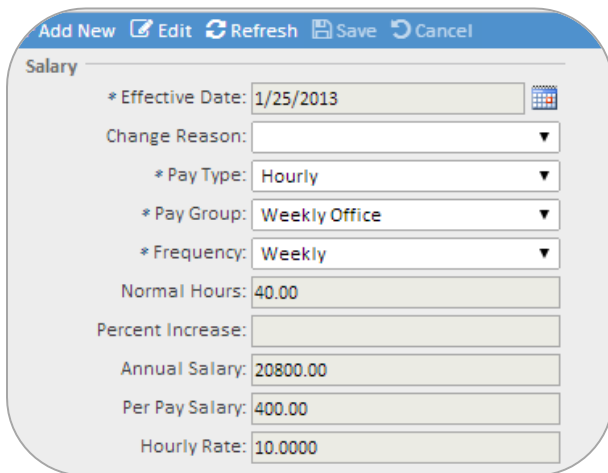 Add New Edit Refresh Save Cancel
Salary
* Effective Date: 1/25/2013
Change Reason:
* Pay Type: Hourly
* Pay Group: Weekly Office
* Frequency: Weekly
Normal Hours: 40.00
Percent Increase:
Annual Salary: 20800.00
Per Pay Salary: 400.00
Hourly Rate: 10.0000